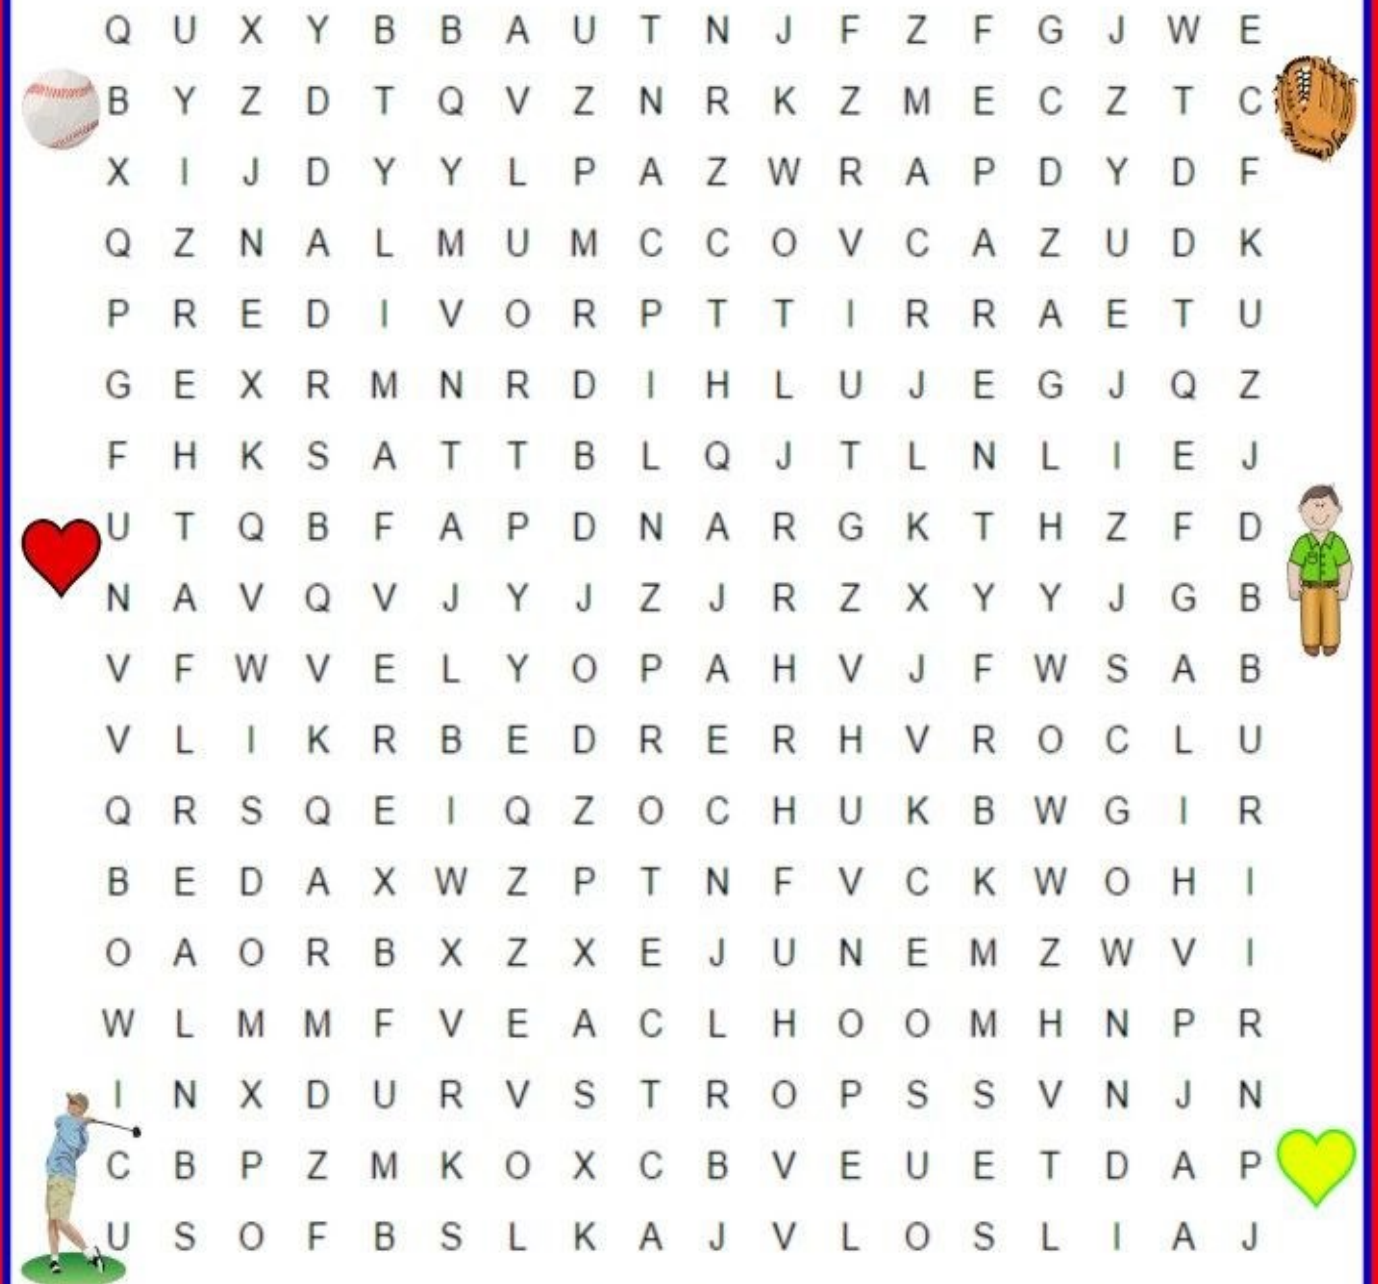 Q U X Y B B A U T N J F Z F G J W E
B Y Z D T Q V Z N R K Z M E C Z T C
X I J D Y Y L P A Z W R A P D Y D F
Q Z N A L M U M C C O V C A Z U D K
P R E D I V O R P T T I R R A E T U
G E X R M N R D I H L U J E G J Q Z
F H K S A T T B L Q J T L N L I E J
U T Q B F A P D N A R G K T H Z F D
N A V Q V J Y J Z J R Z X Y Y J G B
V F W V E L Y O P A H V J F W S A B
V L I K R B E D R E R H V R O C L U
Q R S Q E I Q Z O C H U K B W G I R
B E D A X W Z P T N F V C K W O H I
O A O R B X Z X E J U N E M Z W V I
W L M M F V E A C L H O O M H N P R
I N X D U R V S T R O P S S V N J N
C B P Z M K O X C B V E U E T D A P
U S O F B S L K A J V L O S L I A J